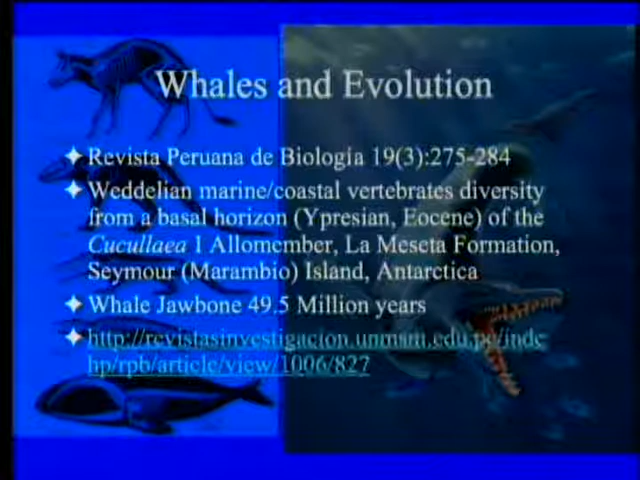 Whales and Evolution
Revista Peruana de Biología 19(3):275-284
Weddelian marine/coastal vertebrates diversity
from a basal horizon (Ypresian, Eocene) of the
Cucullaea I Allomember, La Meseta Formation,
Seymour (Marambio) Island, Antarctica
Whale Jawbone 49.5 Million years
http://revistasinvestigacion.unmsm.edu.pe/inde
hp/rpb/article/view/1006/827